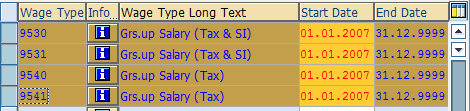 Wage Type Info... Wage Type Long Text Start Date End Date
9530 Grs.up Salary (Tax & SI) 01.01.2007 31.12.9999
9531 Grs.up Salary (Tax & SI) 01.01.2007 31.12.9999
9540 Grs.up Salary (Tax) 01.01.2007 31.12.9999
9541 Grs.up Salary (Tax) 01.01.2007 31.12.9999